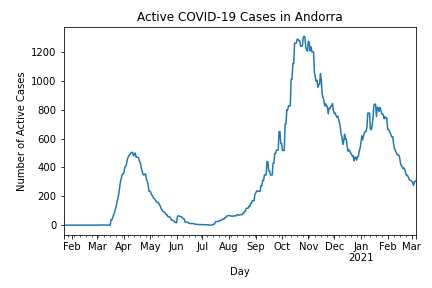 Active COVID-19 Cases in Andorra
Number of Active Cases
1200
1000
800
600
400
200
0
Feb Mar Apr May Jun Jul Aug Sep Oct Nov Dec Jan Feb Mar
2021
Day